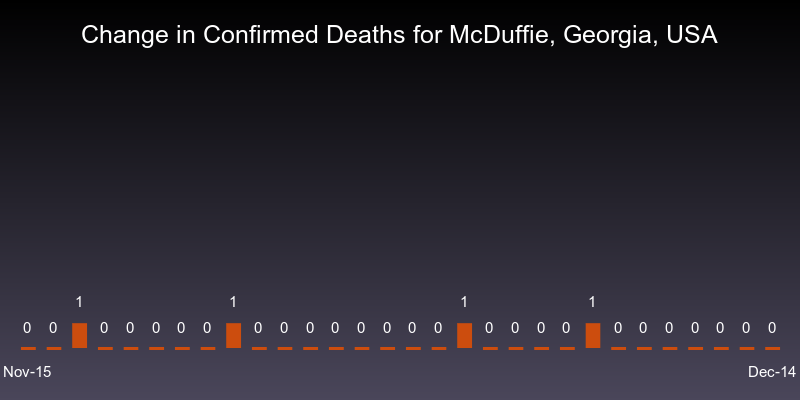 Change in Confirmed Deaths for McDuffie, Georgia, USA
1 1 1 1
0 0 0 0 0 0 0 0 0 0 0 0 0 0 0 0 0 0 0 0 0 0 0 0 0 0
Nov-15 Dec-14